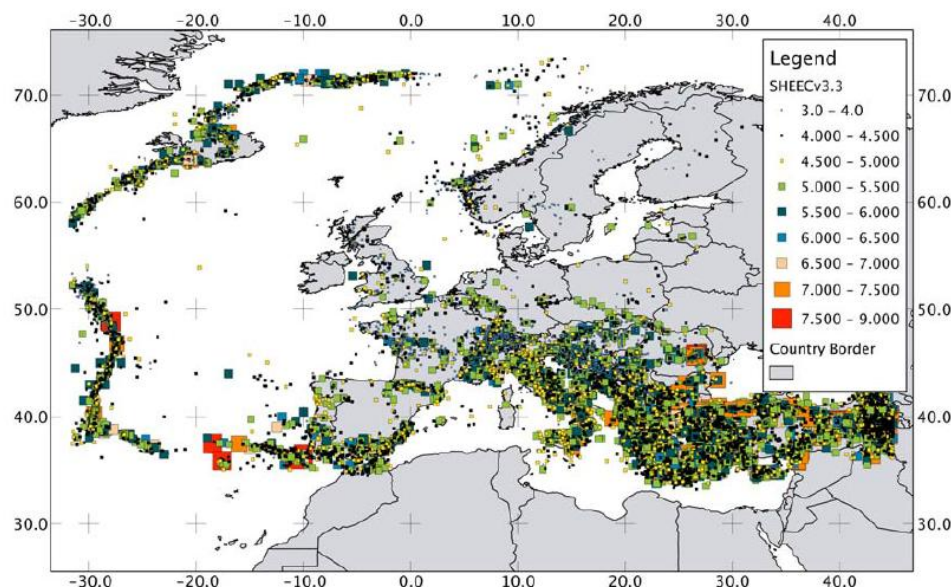 −30.0 −20.0 −10.0 0.0 10.0 20.0 30.0 40.0
Legend
SHEECv3.3
3.0 – 4.0
4.000 – 4.500
4.500 – 5.000
5.000 – 5.500
5.500 – 6.000
6.000 – 6.500
6.500 – 7.000
7.000 – 7.500
7.500 – 9.000
Country Border
70.0 70.0
60.0 60.0
50.0 50.0
40.0 40.0
30.0 30.0
−30.0 −20.0 −10.0 0.0 10.0 20.0 30.0 40.0